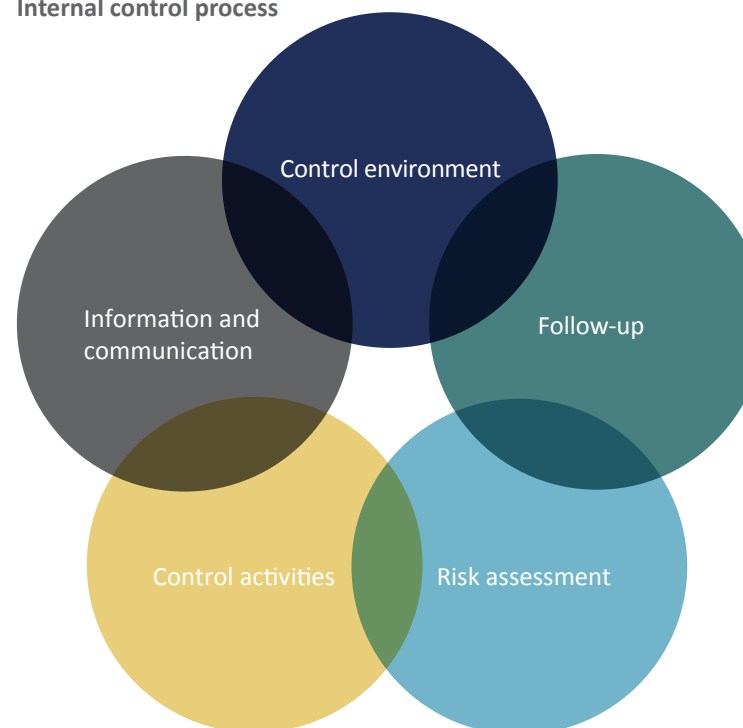 Internal control process
Control environment
Information and
communication
Follow-up
Control activities
Risk assessment